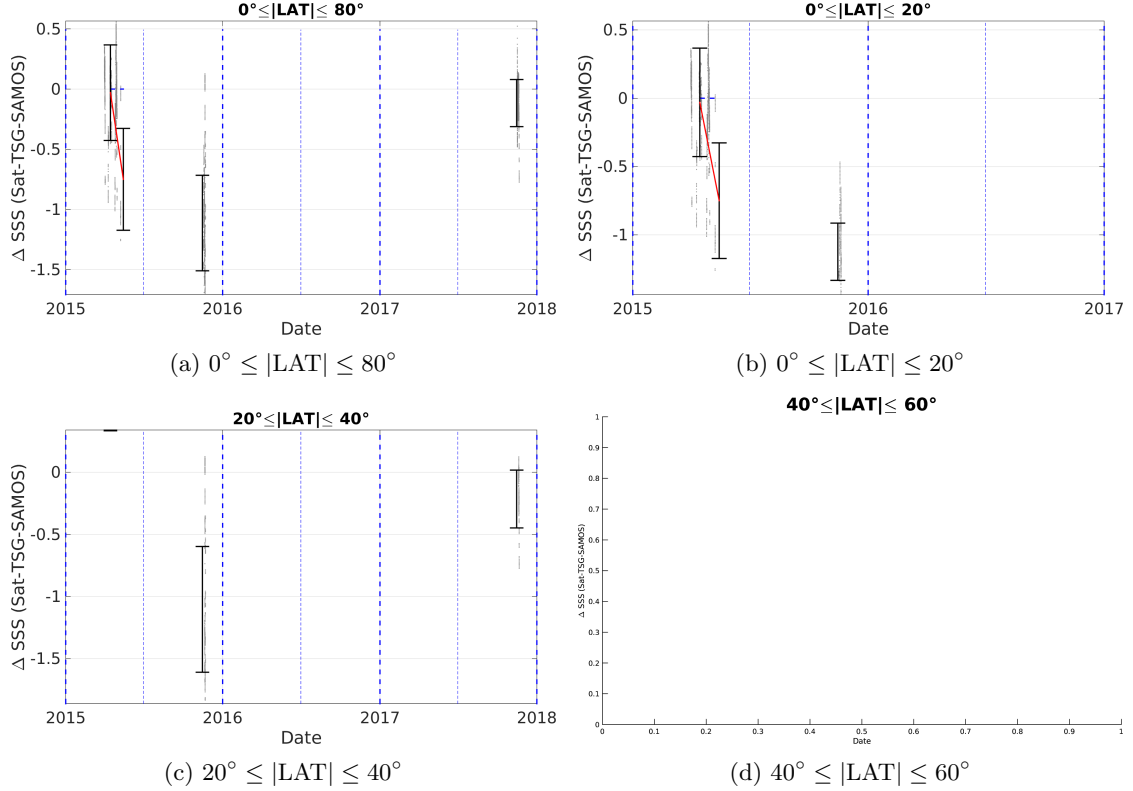 0°≤|LAT|≤ 80°
0.5
0
-0.5
-1
-1.5
Δ SSS (Sat-TSG-SAMOS)
2015
2016
2017
2018
Date
(a) 0° ≤ |LAT| ≤ 80°
0°≤|LAT|≤ 20°
0.5
0
-0.5
-1
Δ SSS (Sat-TSG-SAMOS)
2015
2016
2017
Date
(b) 0° ≤ |LAT| ≤ 20°
20°≤|LAT|≤ 40°
0
-0.5
-1
-1.5
Δ SSS (Sat-TSG-SAMOS)
2015
2016
2017
2018
Date
(c) 20° ≤ |LAT| ≤ 40°
40°≤|LAT|≤ 60°
1
0.9
0.8
0.7
0.6
0.5
0.4
0.3
0.2
0.1
0
Δ SSS (Sat-TSG-SAMOS)
0
0.1
0.2
0.3
0.4
0.5
0.6
0.7
0.8
0.9
1
Date
(d) 40° ≤ |LAT| ≤ 60°